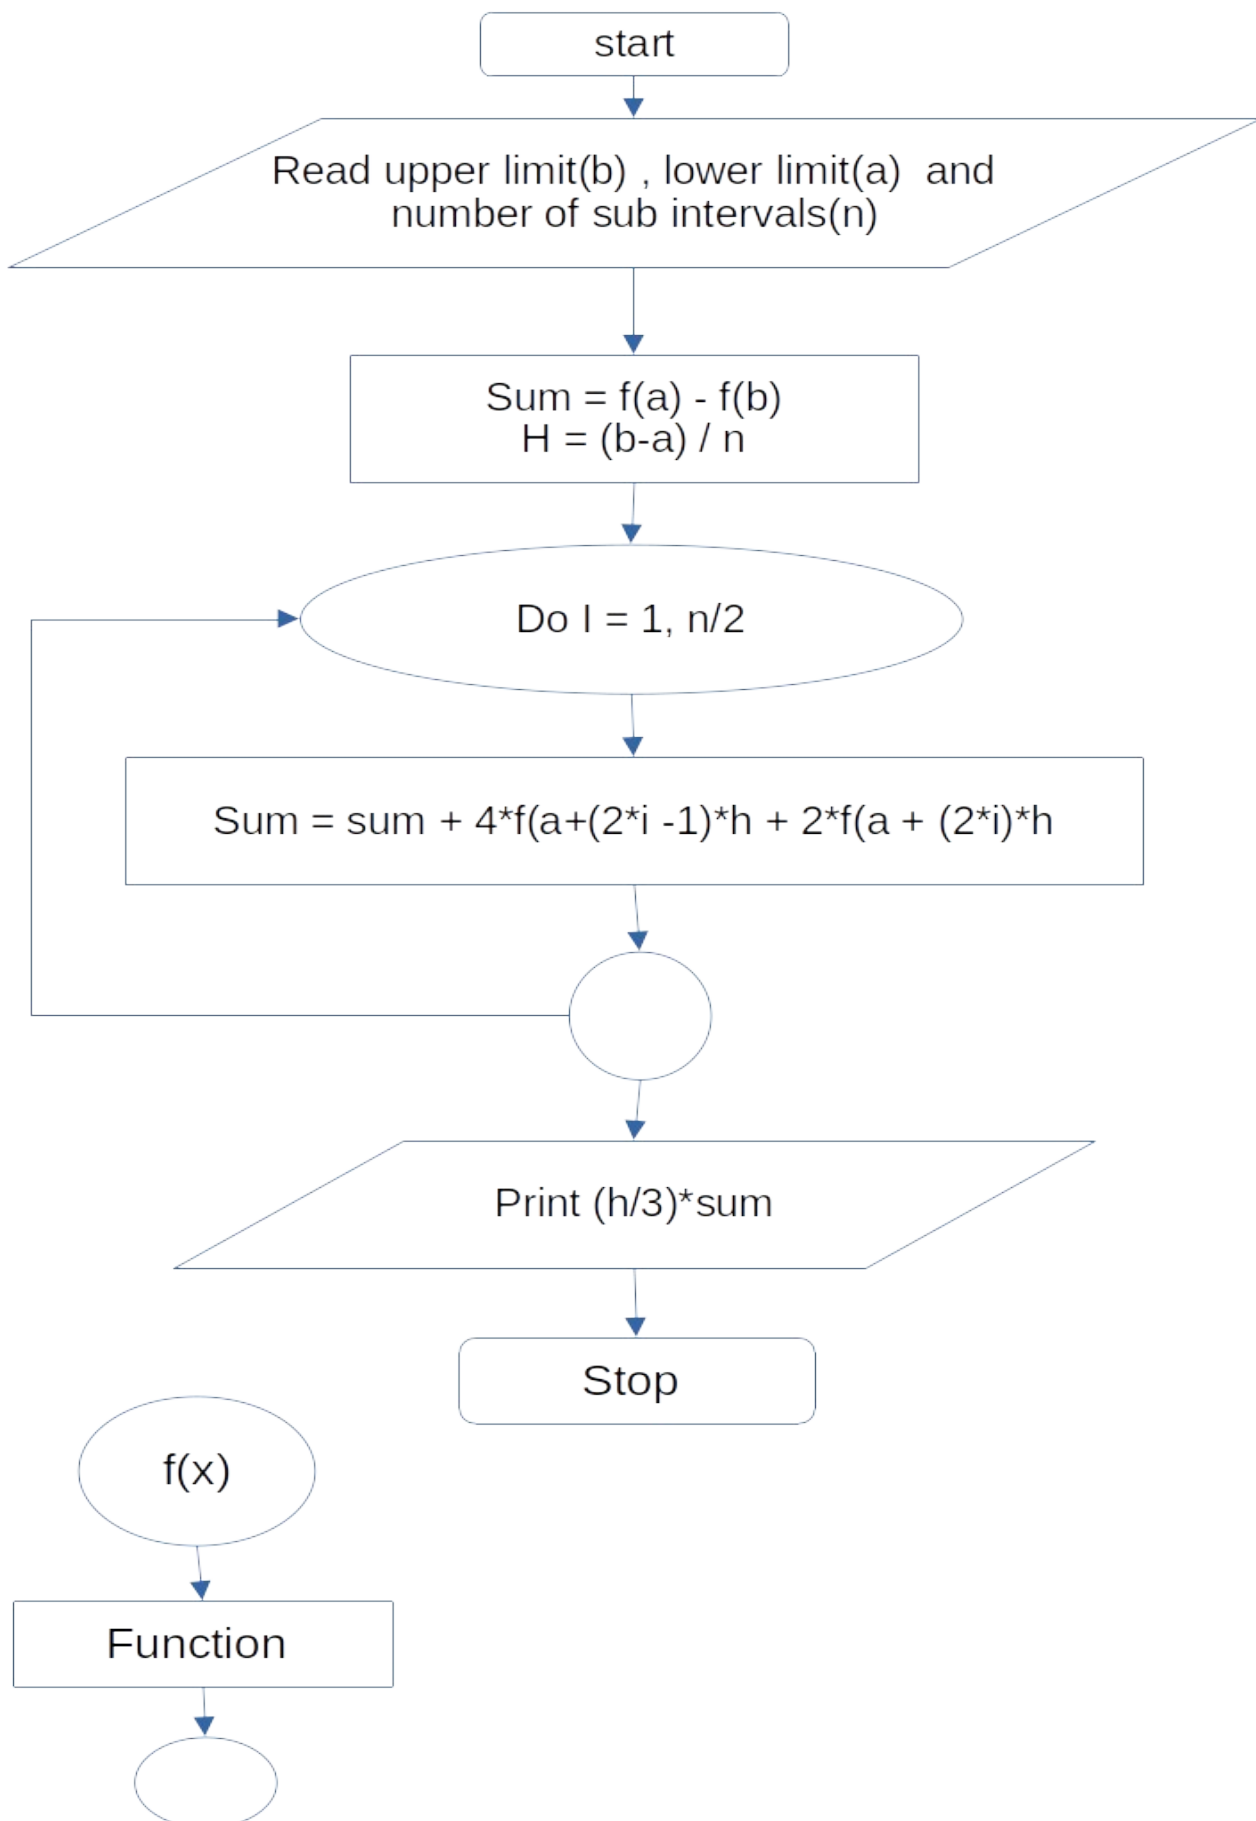 start
Read upper limit(b) , lower limit(a)  and
number of sub intervals(n)
Sum = f(a) - f(b)
H = (b-a) / n
Do I = 1, n/2
Sum = sum + 4*f(a+(2*i -1)*h + 2*f(a + (2*i)*h
Print (h/3)*sum
Stop
f(x)
Function